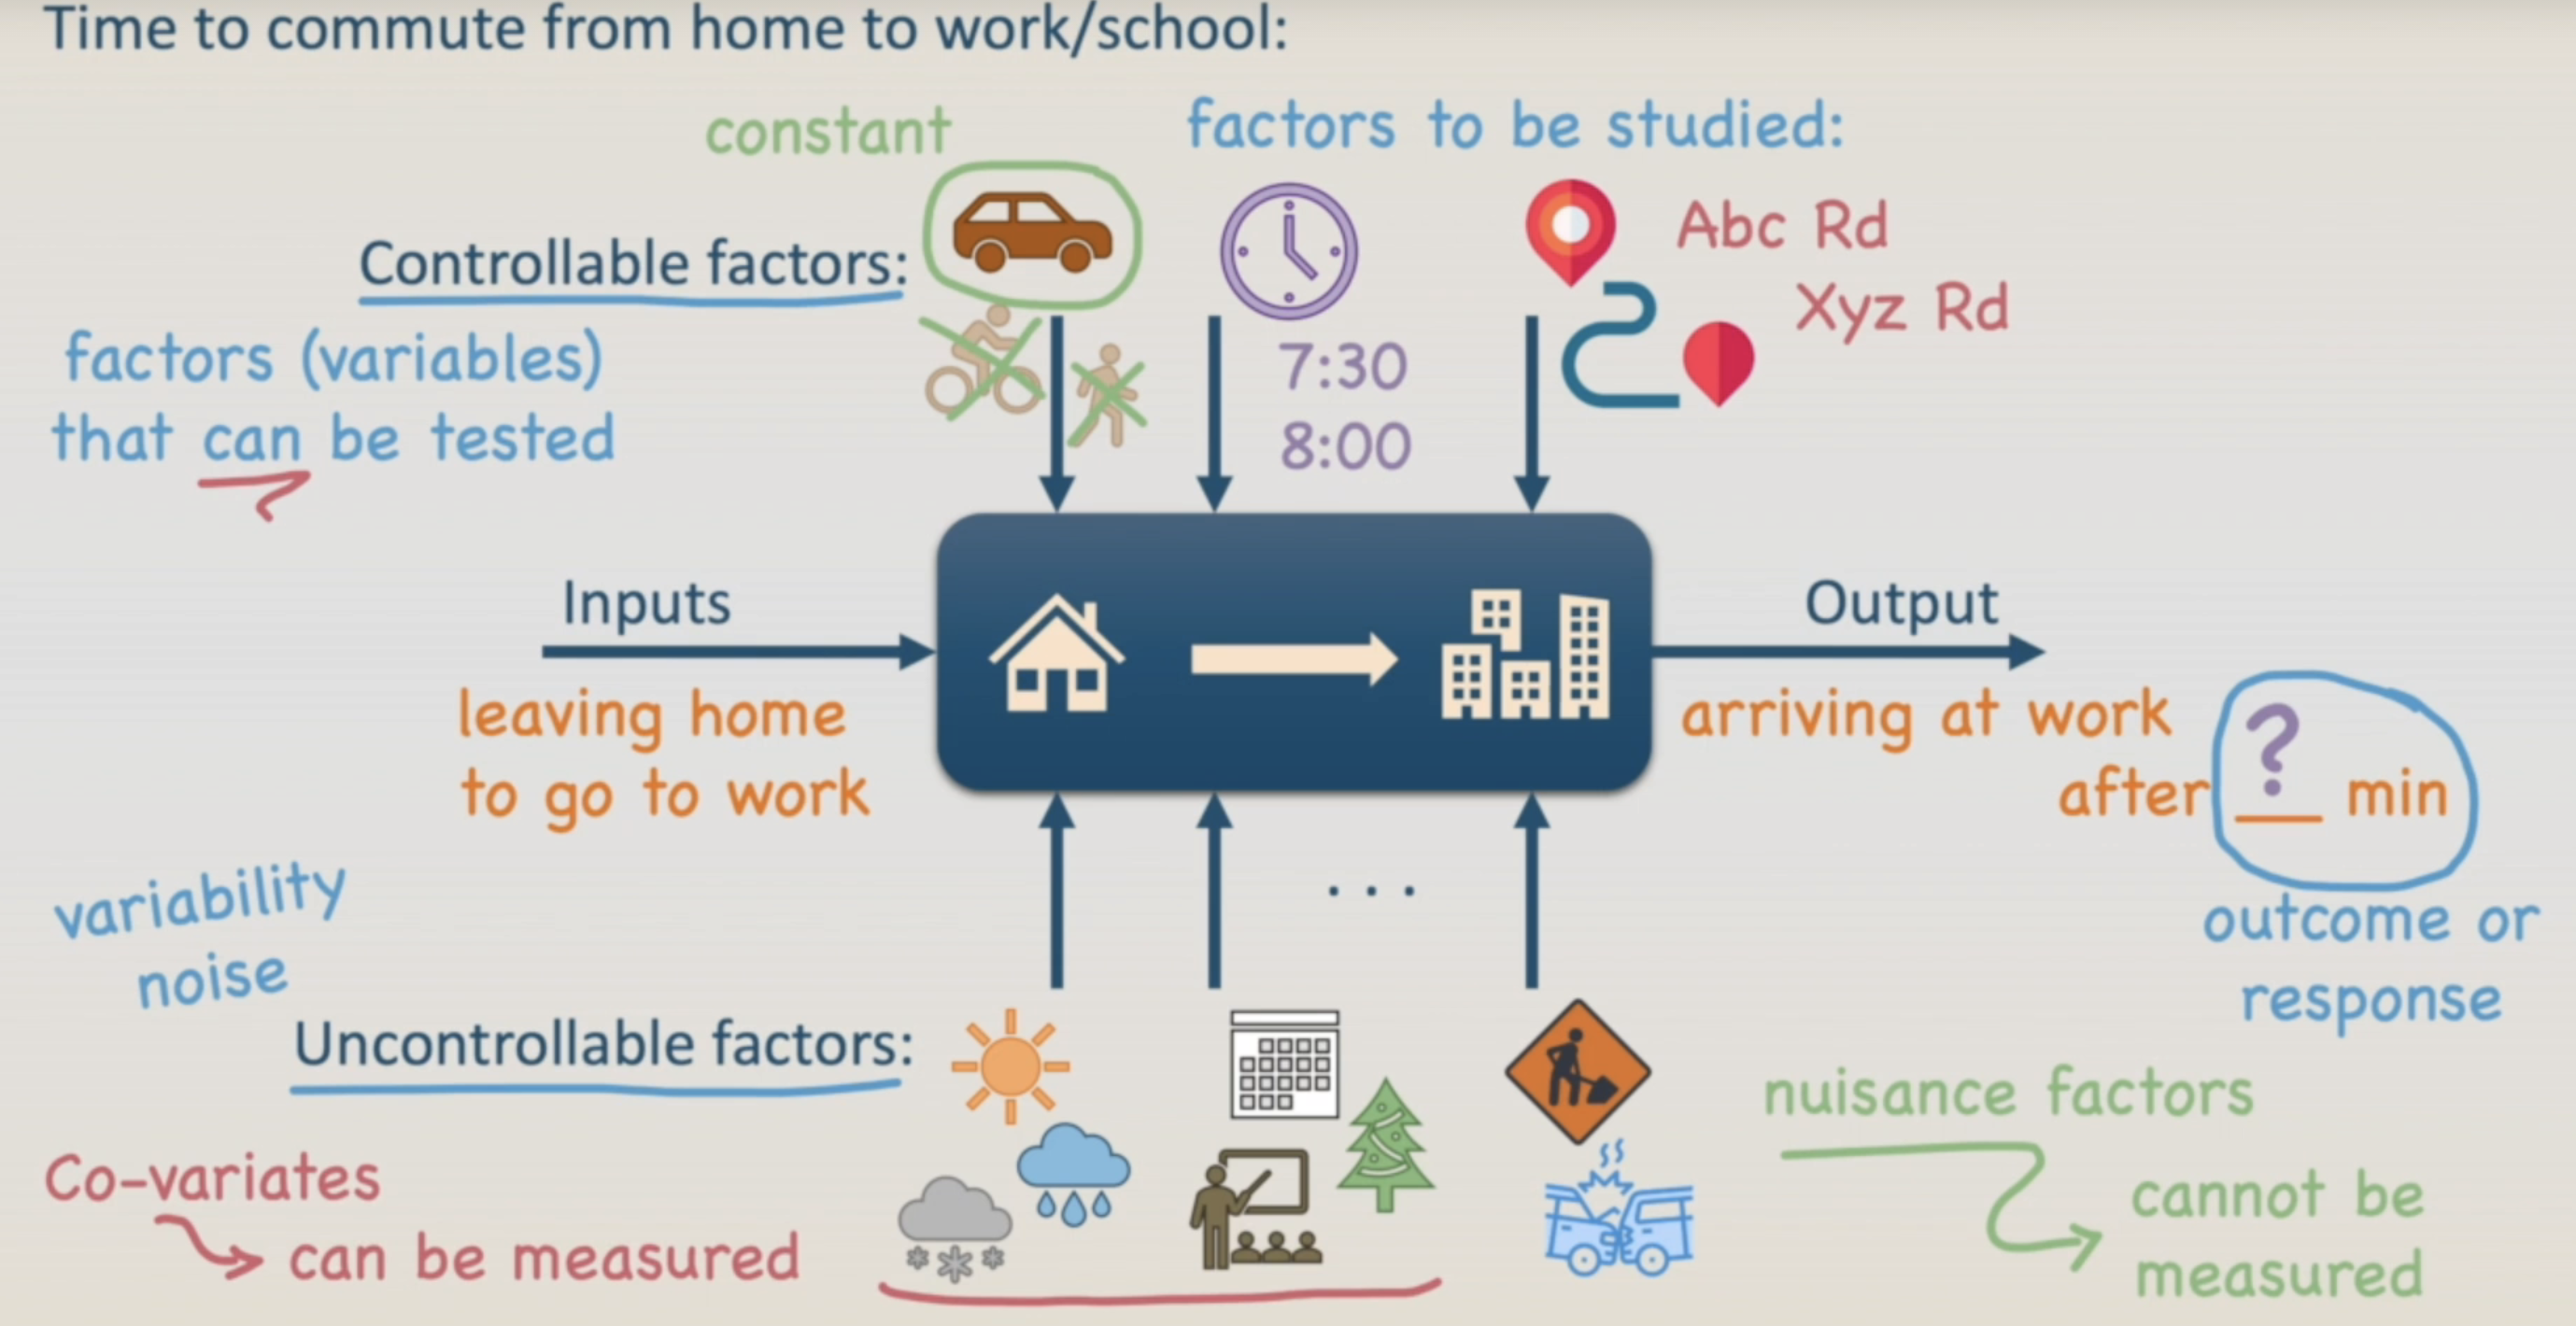 Time to commute from home to work/school:
constant
factors to be studied:
Controllable factors:
Abc Rd
Xyz Rd
factors (variables)
that can be tested
7:30
8:00
Inputs
Output
leaving home
to go to work
arriving at work
after ? min
variability
noise
. . .
outcome or
response
Uncontrollable factors:
nuisance factors
Co-variates
can be measured
cannot be
measured